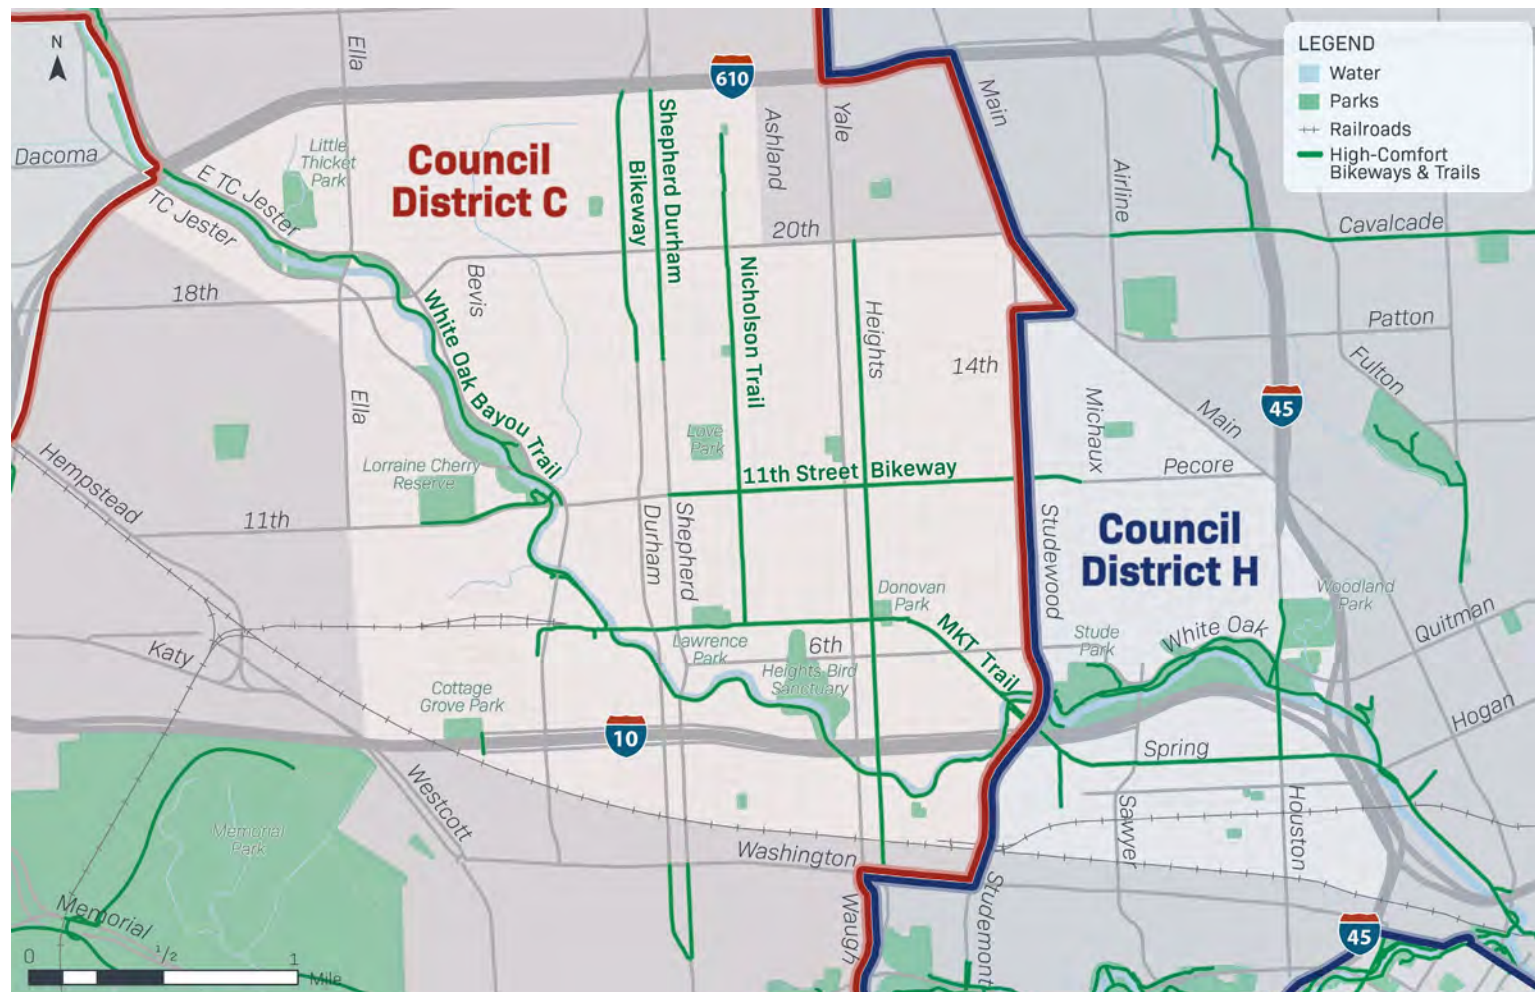 N
Ella
610
Main
LEGEND
Water
Parks
Railroads
High-Comfort
Bikeways & Trails
Dacoma
Little
Thicket
Park
E TC Jester
TC Jester
Council
District C
Bikeway
Shepherd Durham
Ashland
Yale
20th
Airline
Cavalcade
18th
Bevis
White Oak Bayou Trail
Nicholson Trail
Heights
14th
Patton
Fulton
45
Ella
Michaux
Main
Love
Park
Hempstead
Lorraine Cherry
Reserve
11th Street Bikeway
Pecore
11th
Durham
Shepherd
Studewood
Council
District H
Donovan
Park
Woodland
Park
Quitman
Katy
Lawrence
Park
6th
MKT Trail
Stude
Park
White Oak
Heights Bird
Sanctuary
Cottage
Grove Park
Hogan
10
Spring
Westcott
Sawyer
Houston
Memorial
Park
Washington
Memorial
Waugh
Studemont
45
0
1/2
1
Mile